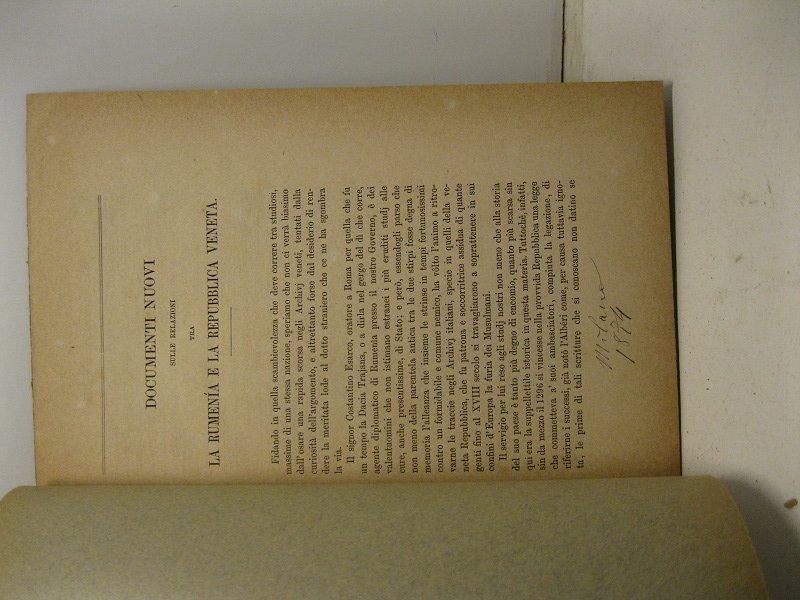 DOCUMENTI NUOVI
SULLE RELAZIONI
TRA
LA RUMENÍA E LA REPUBBLICA VENETA.
Fidando in quella scambievolezza che deve correre tra studiosi,
massime di una stessa nazione, speriamo che non ci verrà biasimo
dall'osare una rapida scorsa negli Archivj veneti, tentati dalla
curiosità dell'argomento, e altrettanto forse dal desiderio di ren-
dere la meritata lode al dotto straniero che ce ne ha sgombra
la via.
Il signor Costantino Esarco, oratore a Roma per quella che fu
un tempo la Dacia Trajana, o a dirla nel gergo del dì che corre,
agente diplomatico di Rumenia presso il nostro Governo, è dei
valentuomini che non istimano estranei i più eruditi studj alle
cure, anche presentissime, di Stato; e però, essendogli parso che
non meno della parentela antica tra le due stirpi fosse degna di
memoria l'alleanza che insieme le strinse in tempi fortunosissimi
contro un formidabile e comune nemico, ha vôlto l'animo a ritro-
varne le traccie negli Archivj italiani, specie in quelli della ve-
neta Repubblica, che fu patrona e soccorritrice assidua di quante
genti fino al XVIII secolo si travagliarono a soprattenere in sui
confini d'Europa la furia dei Musulmani.
Il servigio per lui reso agli studj nostri non meno che alla storia
del suo paese è tanto più degno di encomio, quanto più scarsa sin
qui era la suppellettile istorica in questa materia. Tuttochè, infatti,
sin da mezzo il 1296 si vincesse nella provvida Repubblica una legge
che commetteva a' suoi ambasciatori, compiuta la legazione, di
riferirne i successi, già notò l'Albèri come, per causa tuttavia igno-
ta, le prime di tali scritture che si conoscano non datino se
Milano
1879